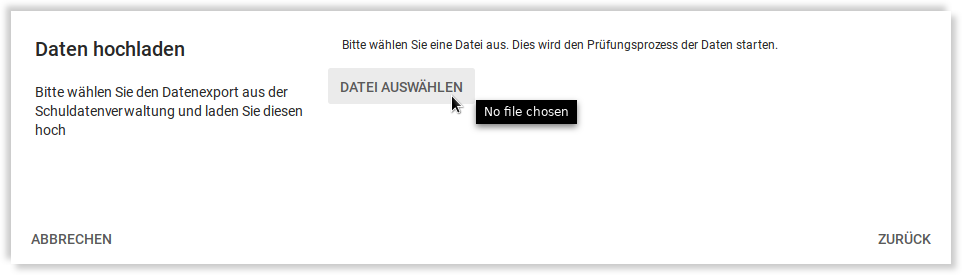 Daten hochladen
Bitte wählen Sie den Datenexport aus der
Schuldatenverwaltung und laden Sie diesen
hoch
Bitte wählen Sie eine Datei aus. Dies wird den Prüfungsprozess der Daten starten.
DATEI AUSWÄHLEN
No file chosen
ABBRECHEN
ZURÜCK